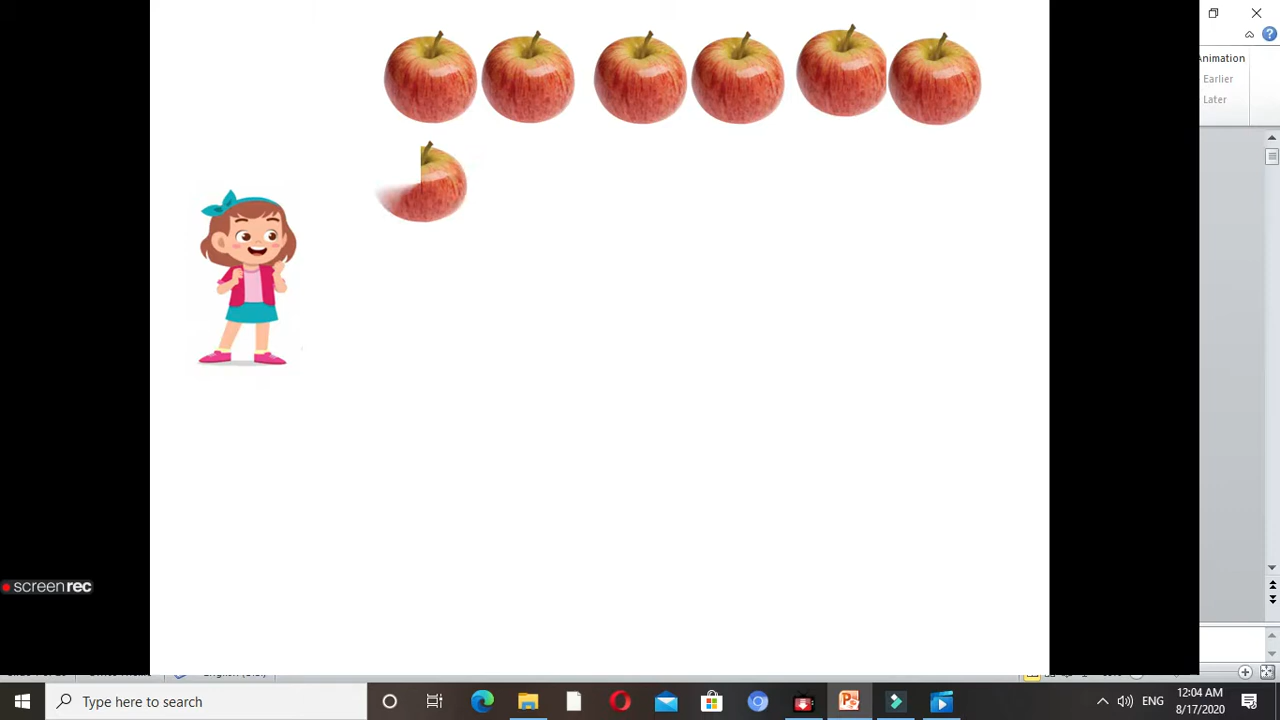 Animation
Earlier
Later
screenrec
Type here to search
ENG
12:04 AM
8/17/2020